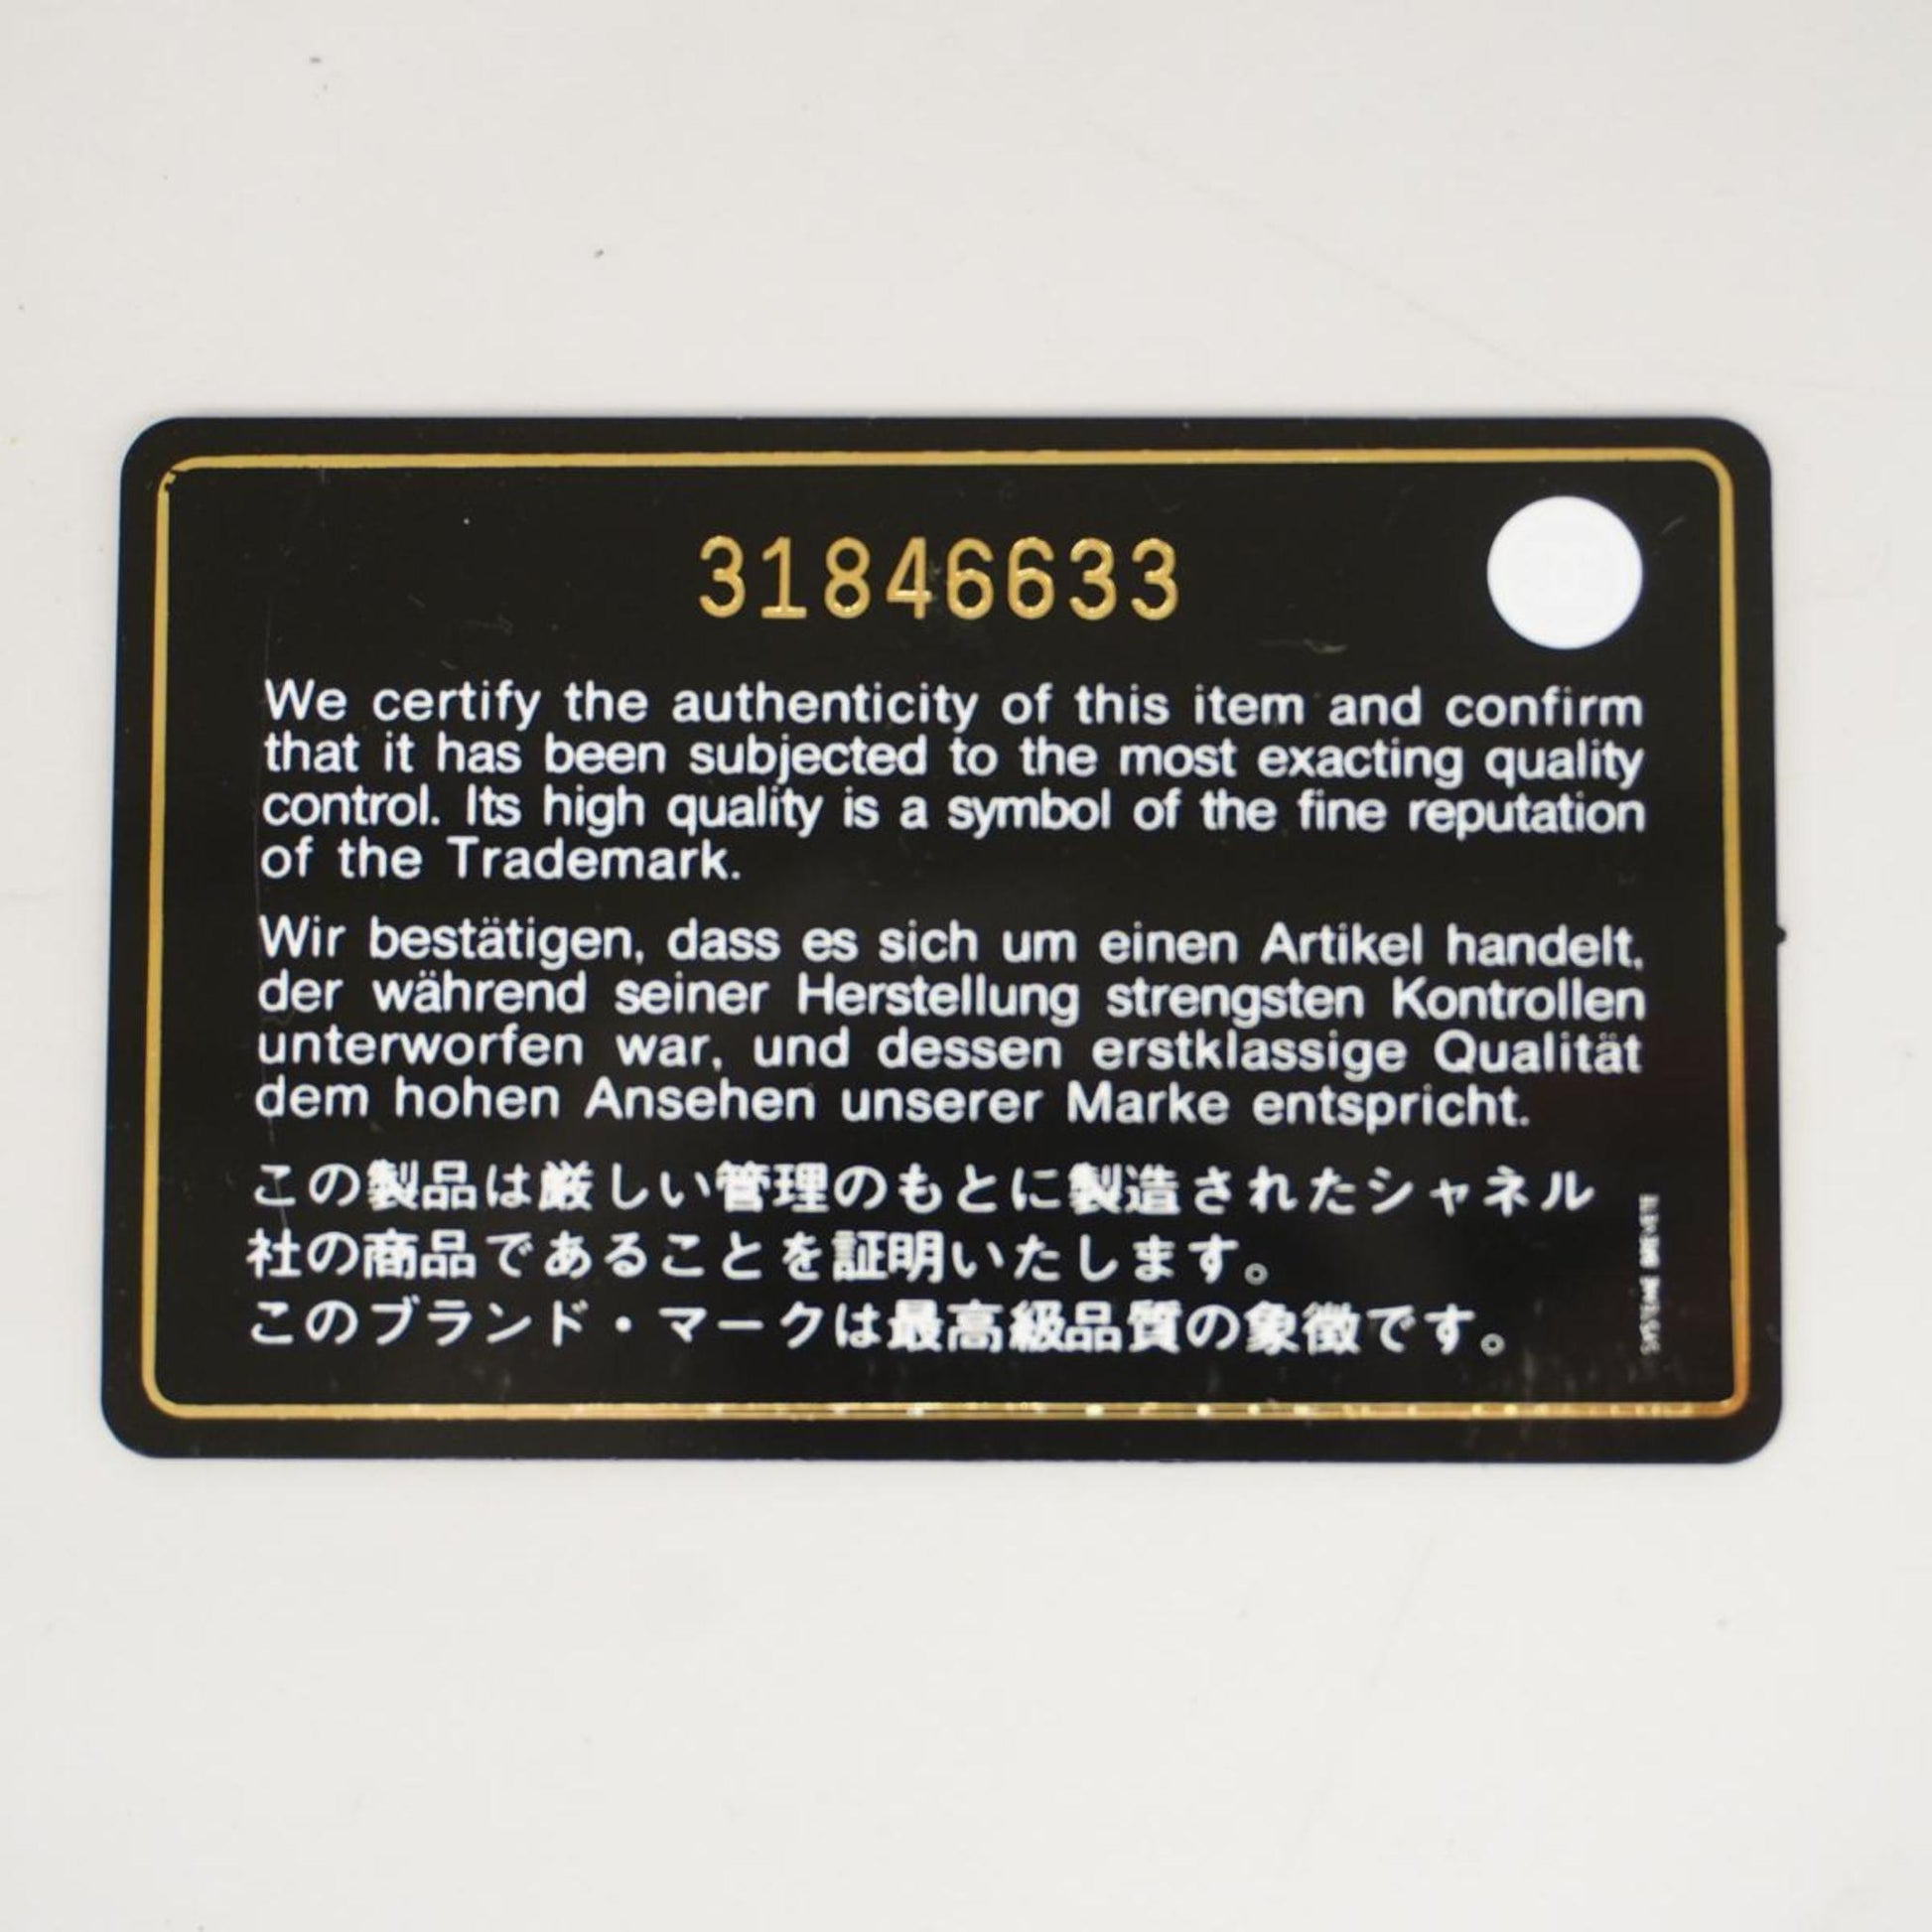 31846633
We certify the authenticity of this item and confirm
that it has been subjected to the most exacting quality
control. Its high quality is a symbol of the fine reputation
of the Trademark.
Wir bestätigen, dass es sich um einen Artikel handelt,
der während seiner Herstellung strengsten Kontrollen
unterworfen war, und dessen erstklassige Qualität
dem hohen Ansehen unserer Marke entspricht.
この製品は厳しい管理のもとに製造されたシャネル
社の商品であることを証明いたします。
このブランド・マークは最高級品質の象徴です。
SYSTEME BREVETE